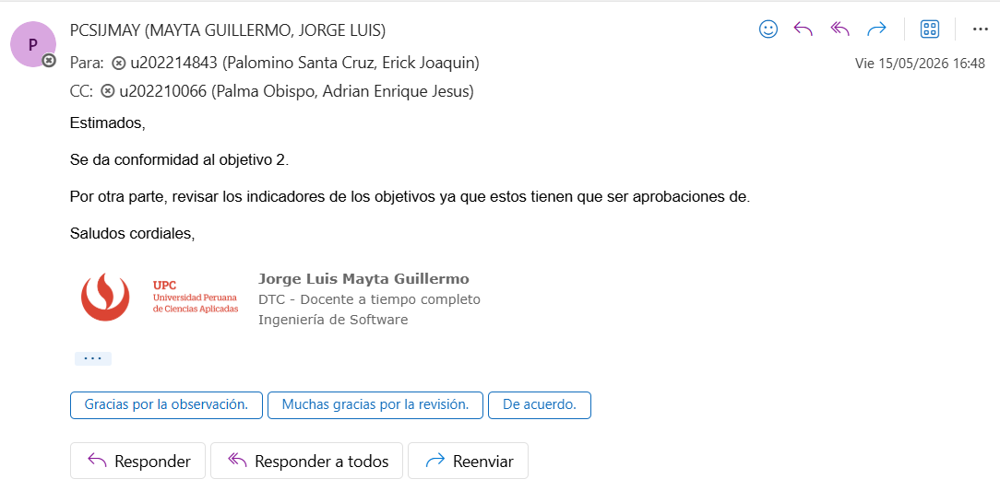 P
PCSIJMAY (MAYTA GUILLERMO, JORGE LUIS)
Para: u202214843 (Palomino Santa Cruz, Erick Joaquin)
Vie 15/05/2026 16:48
CC: u202210066 (Palma Obispo, Adrian Enrique Jesus)
Estimados,
Se da conformidad al objetivo 2.
Por otra parte, revisar los indicadores de los objetivos ya que estos tienen que ser aprobaciones de.
Saludos cordiales,
UPC
Universidad Peruana
de Ciencias Aplicadas
Jorge Luis Mayta Guillermo
DTC - Docente a tiempo completo
Ingeniería de Software
Gracias por la observación.
Muchas gracias por la revisión.
De acuerdo.
Responder
Responder a todos
Reenviar